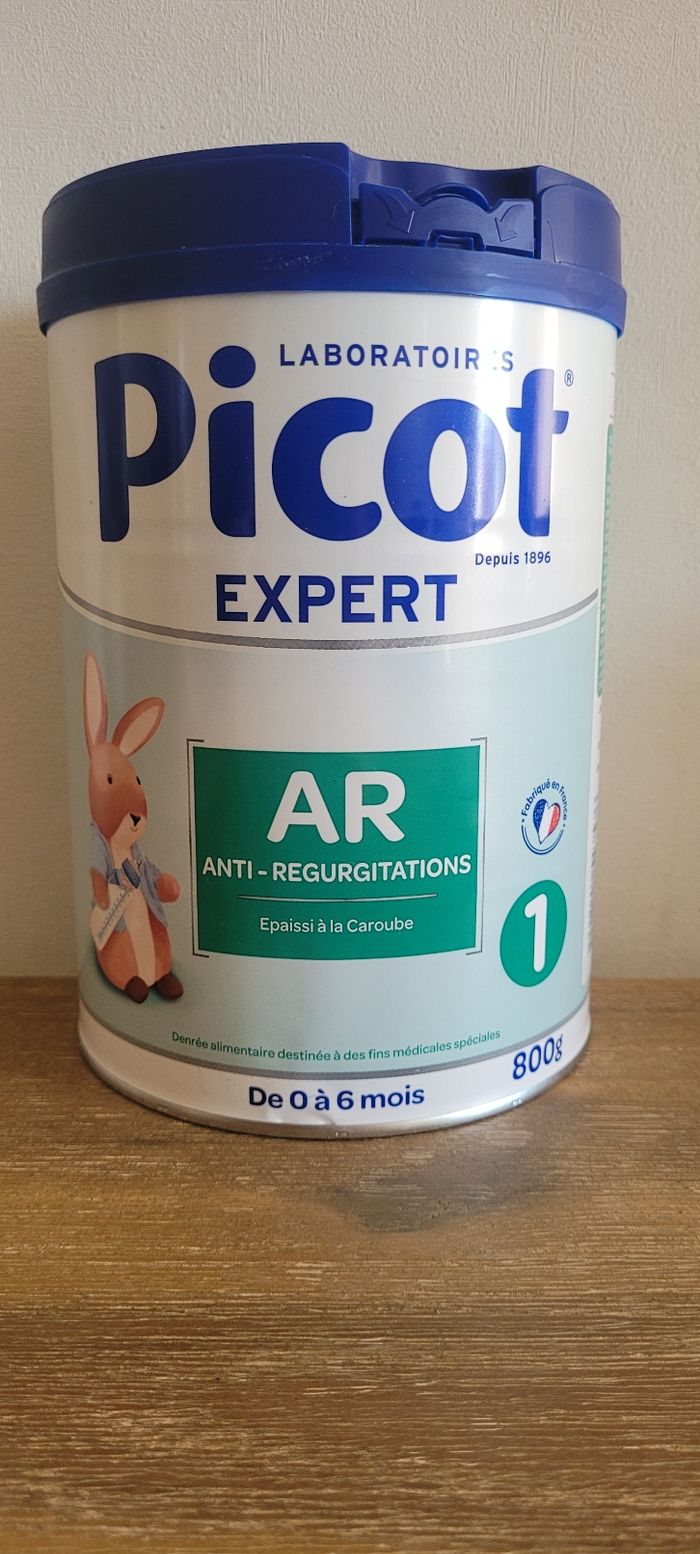 LABORATOIRES
Picot®
Depuis 1896
EXPERT
AR
ANTI-REGURGITATIONS
Epaissi à la Caroube
Fabriqué en France
1
Denrée alimentaire destinée à des fins médicales spéciales
800g
De 0 à 6 mois